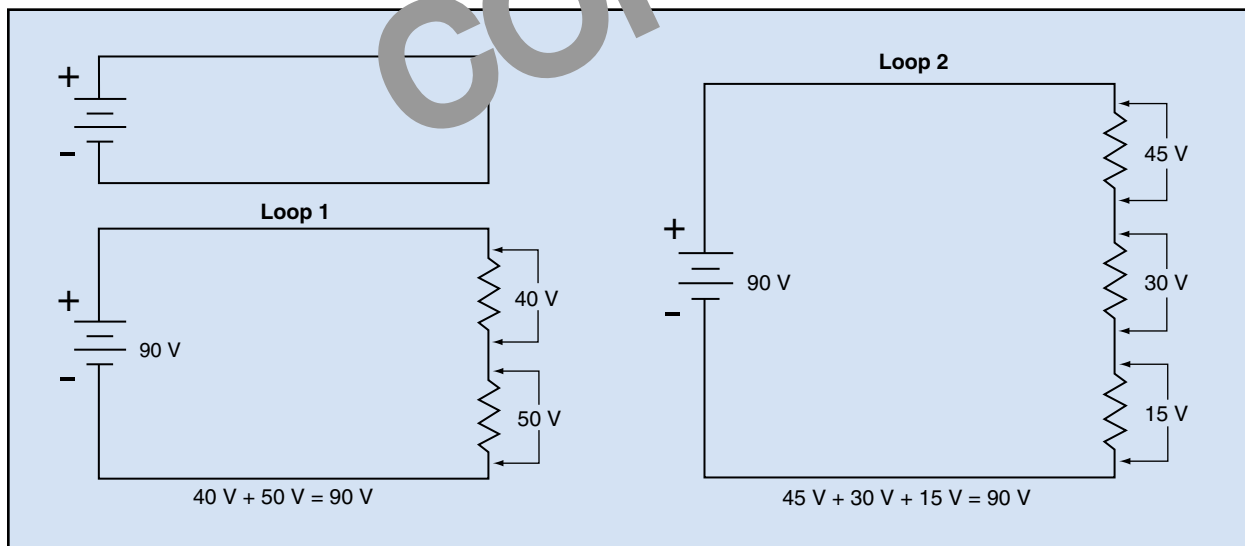 +
-
Loop 1
+
90 V
-
40 V
50 V
40 V + 50 V = 90 V
Loop 2
+
90 V
-
45 V
30 V
15 V
45 V + 30 V + 15 V = 90 V